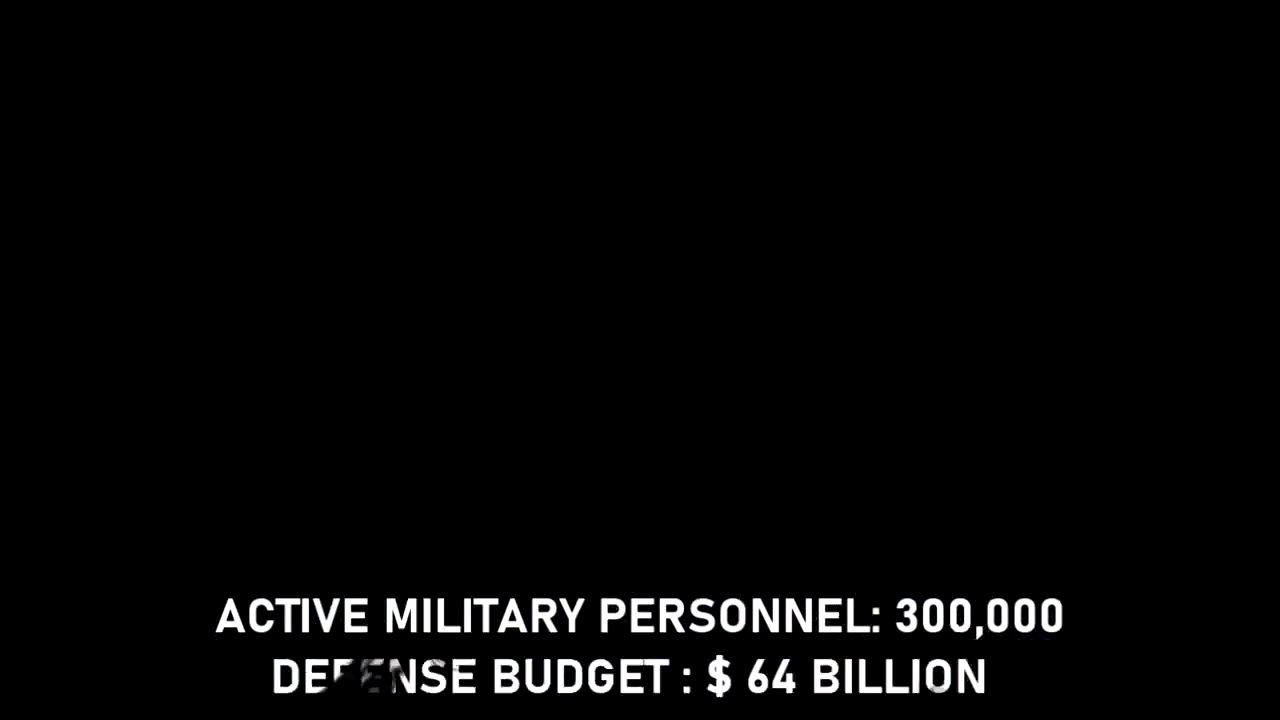 ACTIVE MILITARY PERSONNEL: 300,000
DEFENSE BUDGET : $ 64 BILLION